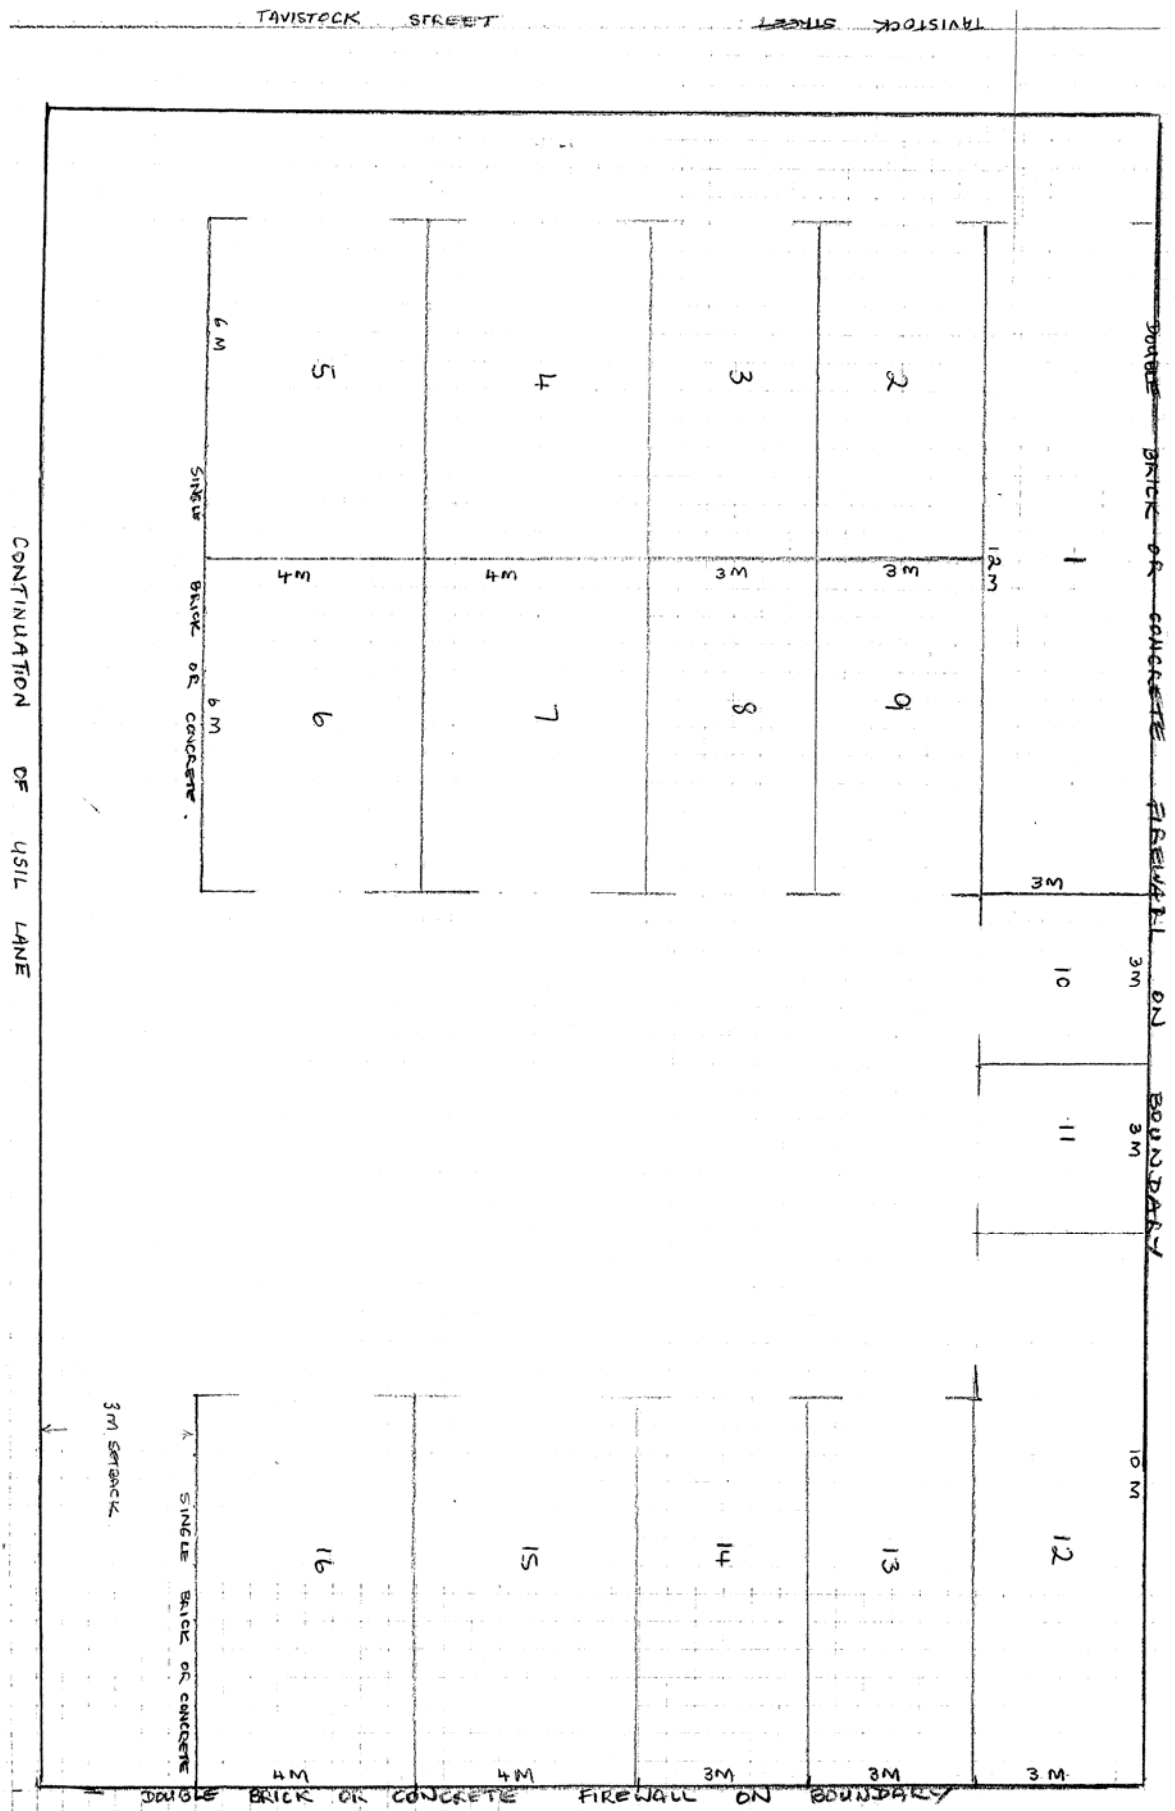 TAVISTOCK STREET
TAVISTOCK STREET
DOUBLE BRICK OR CONCRETE FIREWALL ON BOUNDARY
6M
5
4
3
2
1
SINGLE BRICK OR CONCRETE.
4M
4M
3M
3M
12M
6M
6
7
8
9
3M
CONTINUATION OF USIL LANE
10
3M
11
3M
3M SETBACK
SINGLE BRICK OR CONCRETE
16
15
14
13
12
10M
4M
4M
3M
3M
3M
DOUBLE BRICK OR CONCRETE FIREWALL ON BOUNDARY